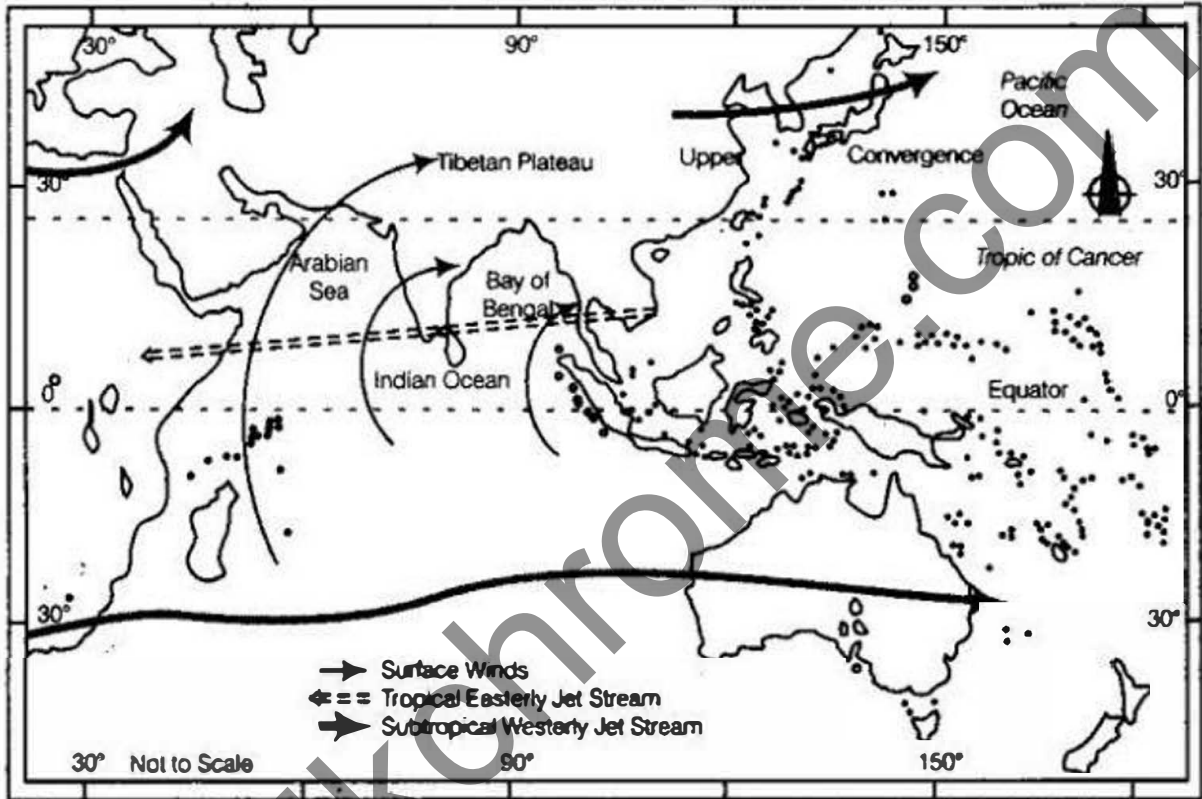 30° 90° 150°
Pacific
Ocean
Tibetan Plateau Upper Convergence
30° 30°
Tropic of Cancer
Arabian
Sea
Bay of
Bengal
Indian Ocean
Equator
0° 0°
30° 30°
Surface Winds
Tropical Easterly Jet Stream
Subtropical Westerly Jet Stream
30° Not to Scale 90° 150°
ikohrome.com